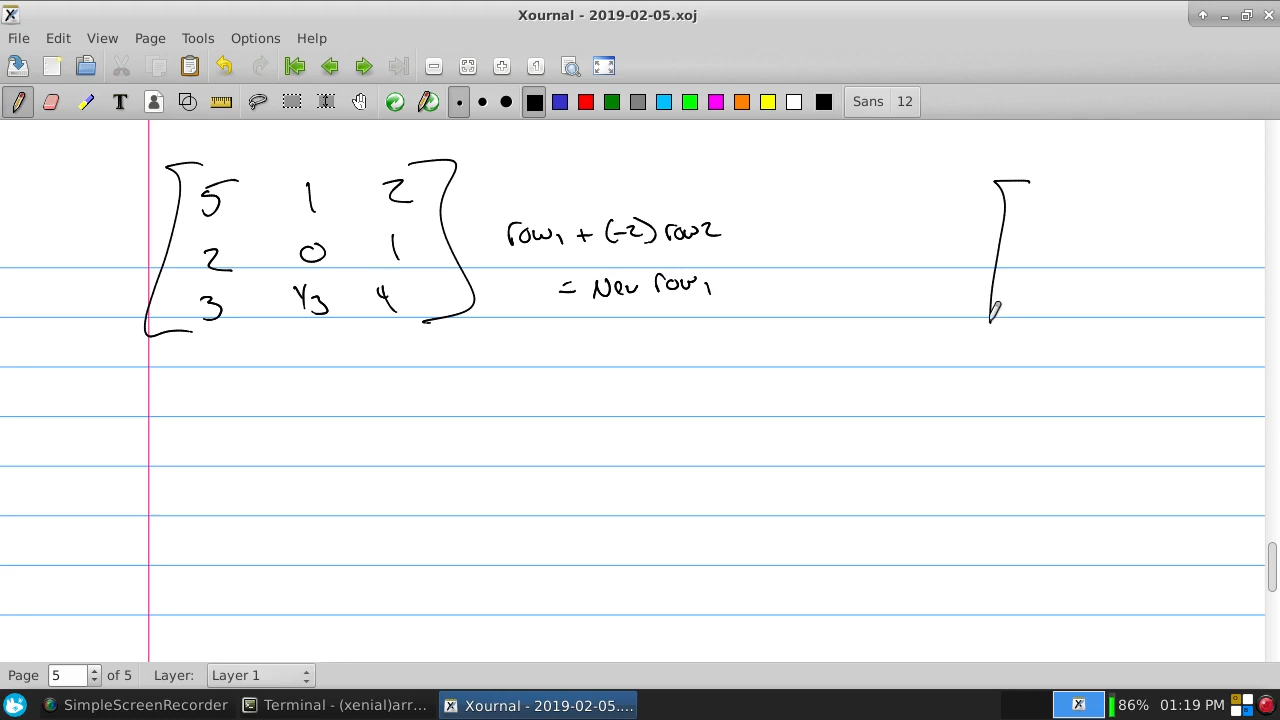 Xournal - 2019-02-05.xoj
File Edit View Page Tools Options Help
Sans 12
5 1 2
2 0 1
3 43 4
row1 + (-2) row2
= New row1
Page 5 of 5 Layer: Layer 1
SimpleScreenRecorder Terminal - (xenial)arr... Xournal - 2019-02-05.... 86% 01:19 PM